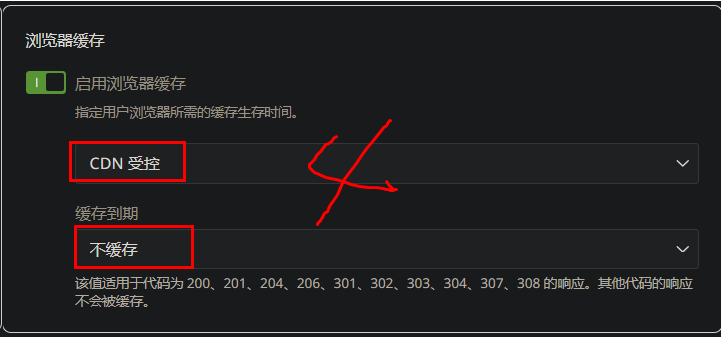 浏览器缓存
启用浏览器缓存
指定用户浏览器所需的缓存生存时间。
CDN 受控
缓存到期
不缓存
该值适用于代码为 200、201、204、206、301、302、303、304、307、308 的响应。其他代码的响应
不会被缓存。